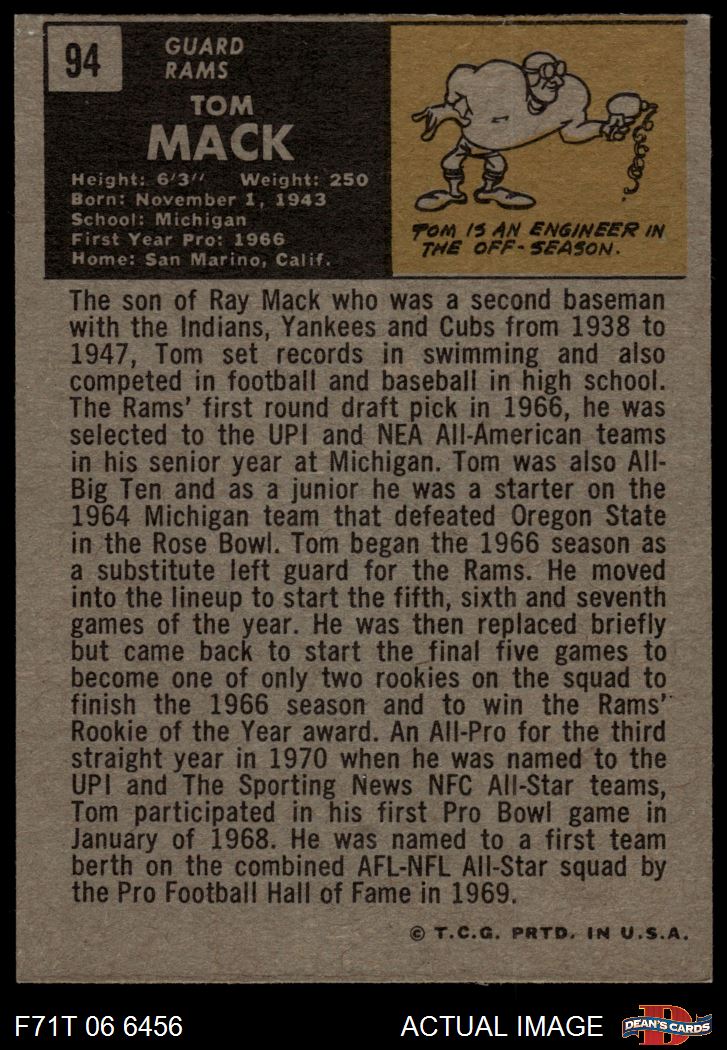 94
GUARD
RAMS
TOM
MACK
Height: 6'3'' Weight: 250
Born: November 1, 1943
School: Michigan
First Year Pro: 1966
Home: San Marino, Calif.
TOM IS AN ENGINEER IN
THE OFF-SEASON.
The son of Ray Mack who was a second baseman
with the Indians, Yankees and Cubs from 1938 to
1947, Tom set records in swimming and also
competed in football and baseball in high school.
The Rams' first round draft pick in 1966, he was
selected to the UPI and NEA All-American teams
in his senior year at Michigan. Tom was also All-
Big Ten and as a junior he was a starter on the
1964 Michigan team that defeated Oregon State
in the Rose Bowl. Tom began the 1966 season as
a substitute left guard for the Rams. He moved
into the lineup to start the fifth, sixth and seventh
games of the year. He was then replaced briefly
but came back to start the final five games to
become one of only two rookies on the squad to
finish the 1966 season and to win the Rams'
Rookie of the Year award. An All-Pro for the third
straight year in 1970 when he was named to the
UPI and The Sporting News NFC All-Star teams,
Tom participated in his first Pro Bowl game in
January of 1968. He was named to a first team
berth on the combined AFL-NFL All-Star squad by
the Pro Football Hall of Fame in 1969.
© T.C.G. PRTD. IN U.S.A.
F71T 06 6456 ACTUAL IMAGE
D
DEAN'S CARDS